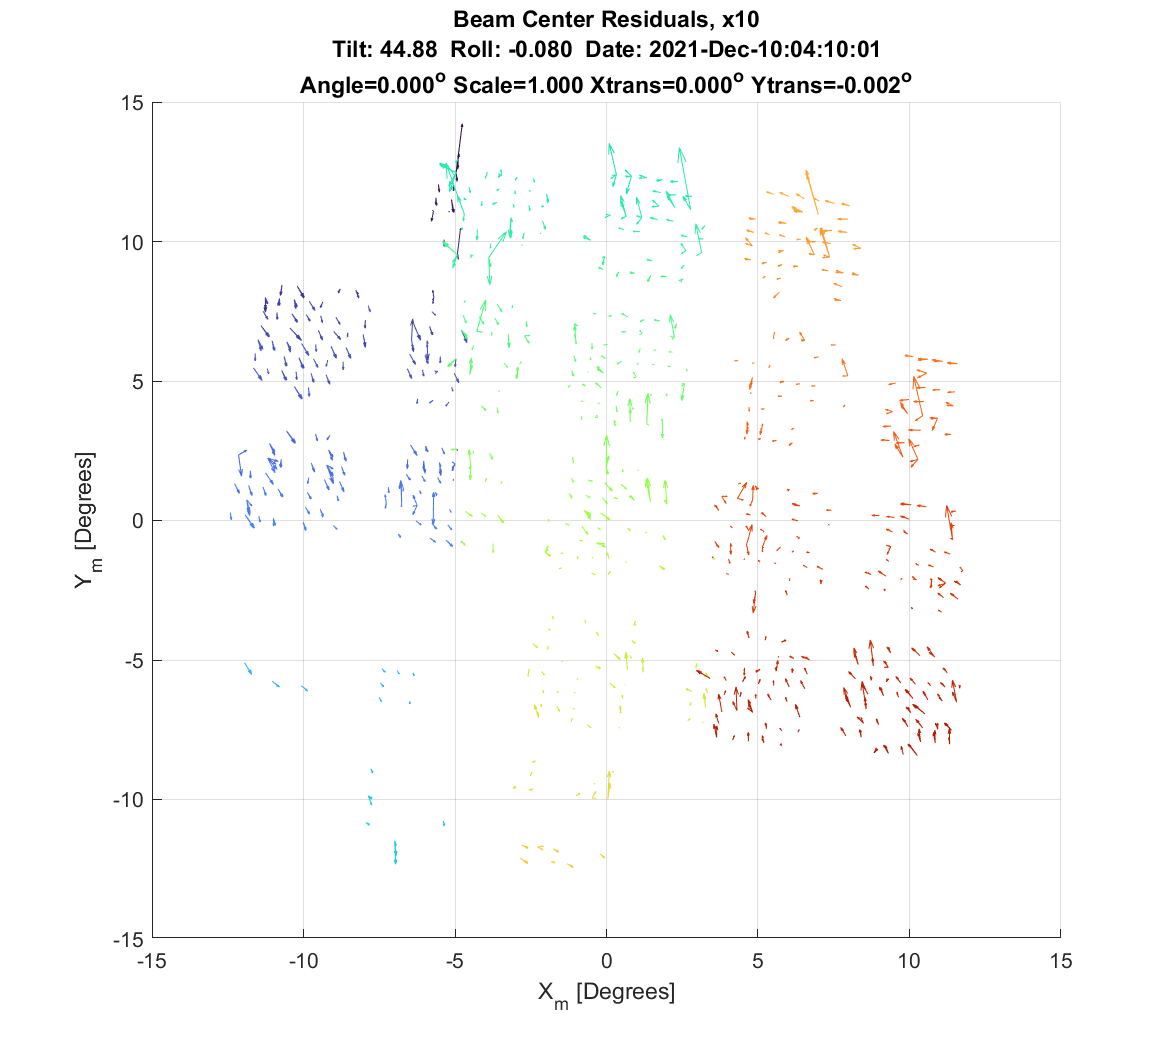 Beam Center Residuals, x10
Tilt: 44.88  Roll: -0.080  Date: 2021-Dec-10:04:10:01
Angle=0.000° Scale=1.000 Xtrans=0.000° Ytrans=-0.002°
15
10
5
0
-5
-10
-15
Y_m [Degrees]
-15 -10 -5 0 5 10 15
X_m [Degrees]